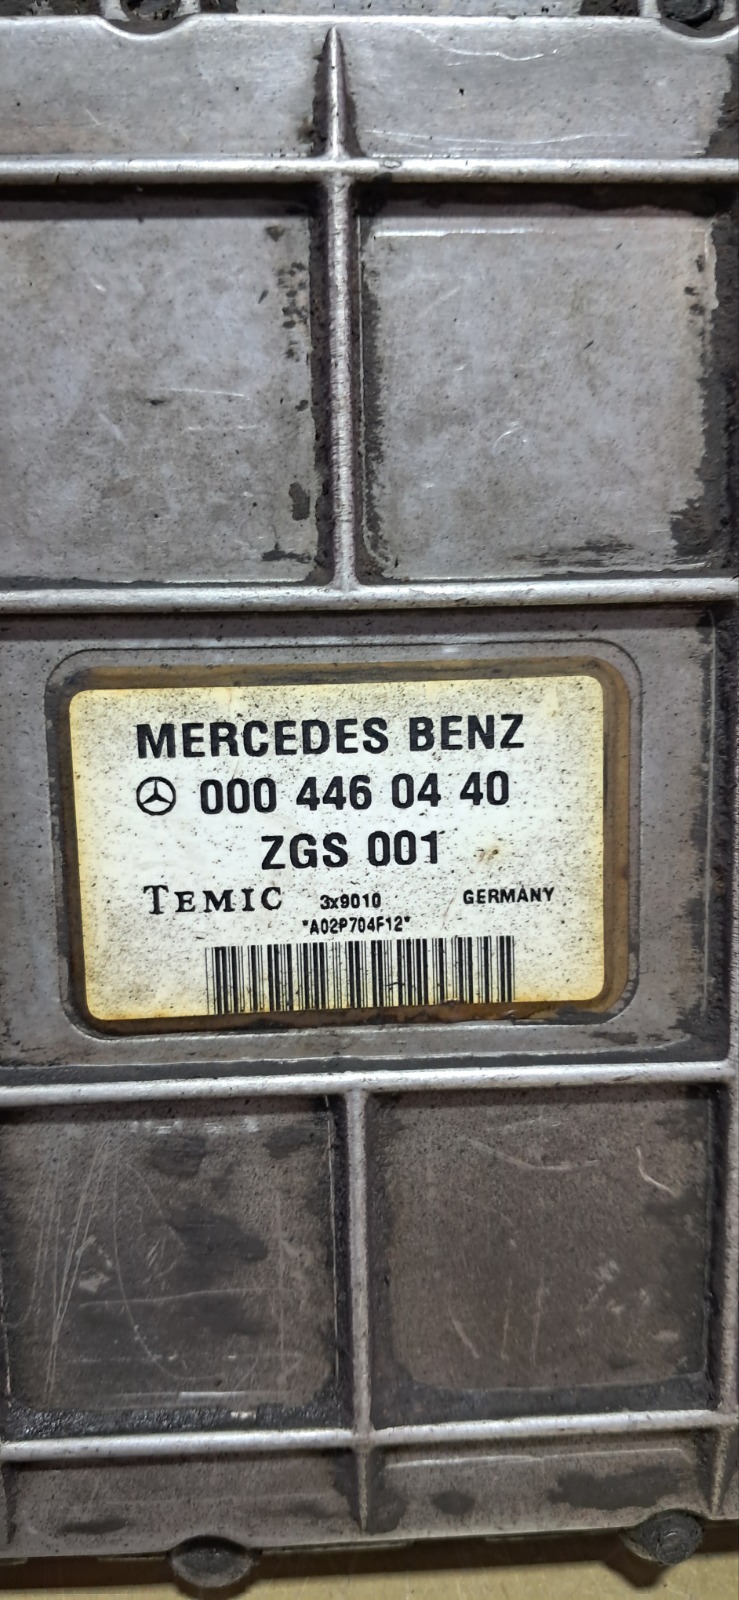 MERCEDES BENZ
000 446 04 40
ZGS 001
TEMIC 3x9010 GERMANY
*A02P704F12*